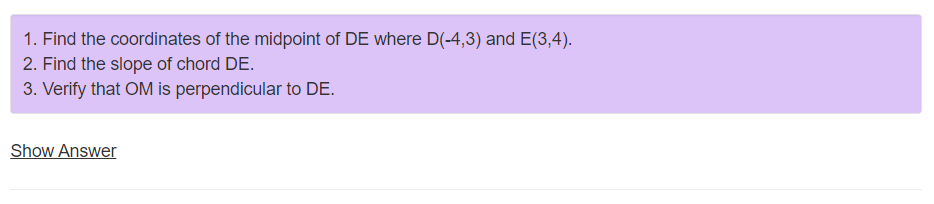 1. Find the coordinates of the midpoint of DE where D(-4,3) and E(3,4).
2. Find the slope of chord DE.
3. Verify that OM is perpendicular to DE.
Show Answer